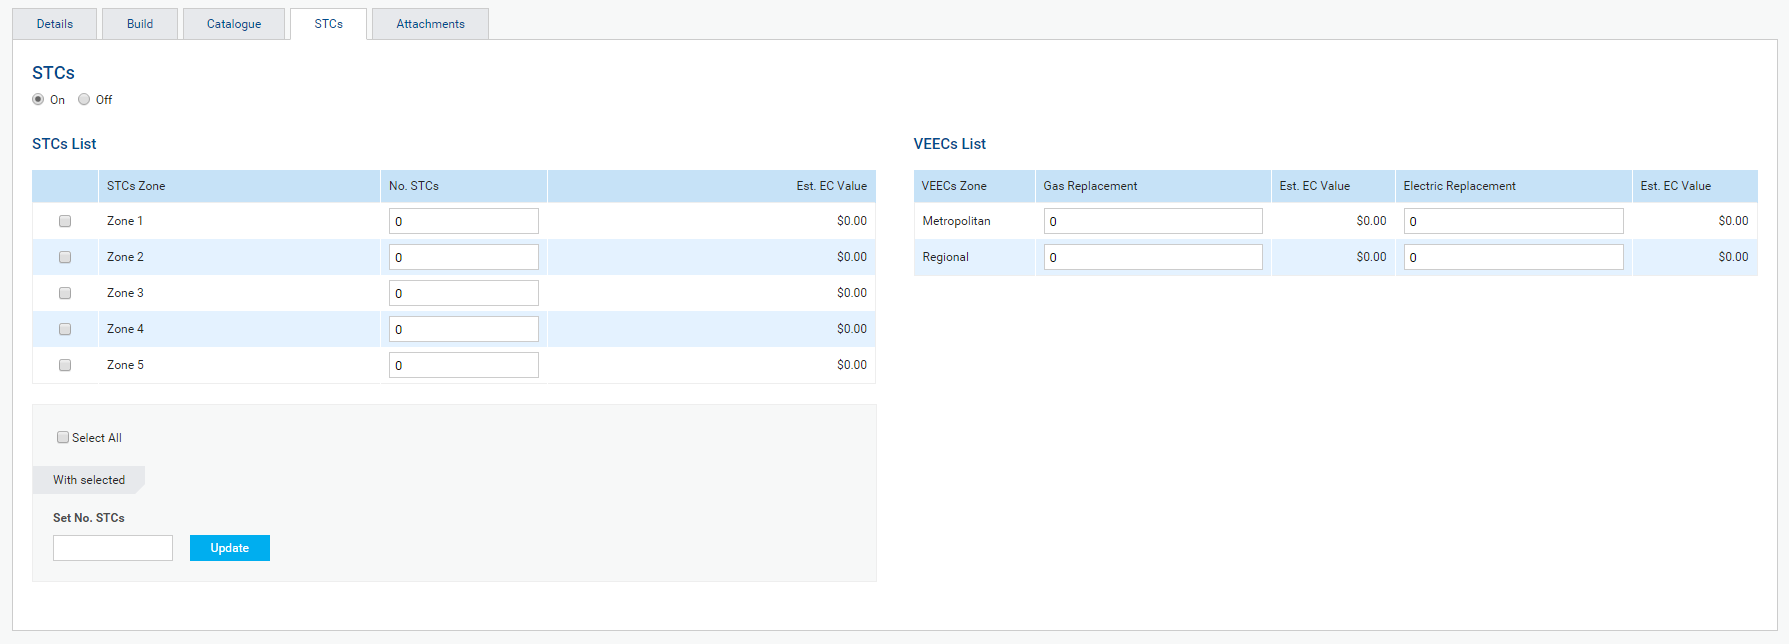 Details Build Catalogue STCs Attachments
STCs
On Off
STCs List
STCs Zone No. STCs Est. EC Value
Zone 1 0 $0.00
Zone 2 0 $0.00
Zone 3 0 $0.00
Zone 4 0 $0.00
Zone 5 0 $0.00
Select All
With selected
Set No. STCs
Update
VEECs List
VEECs Zone Gas Replacement Est. EC Value Electric Replacement Est. EC Value
Metropolitan 0 $0.00 0 $0.00
Regional 0 $0.00 0 $0.00